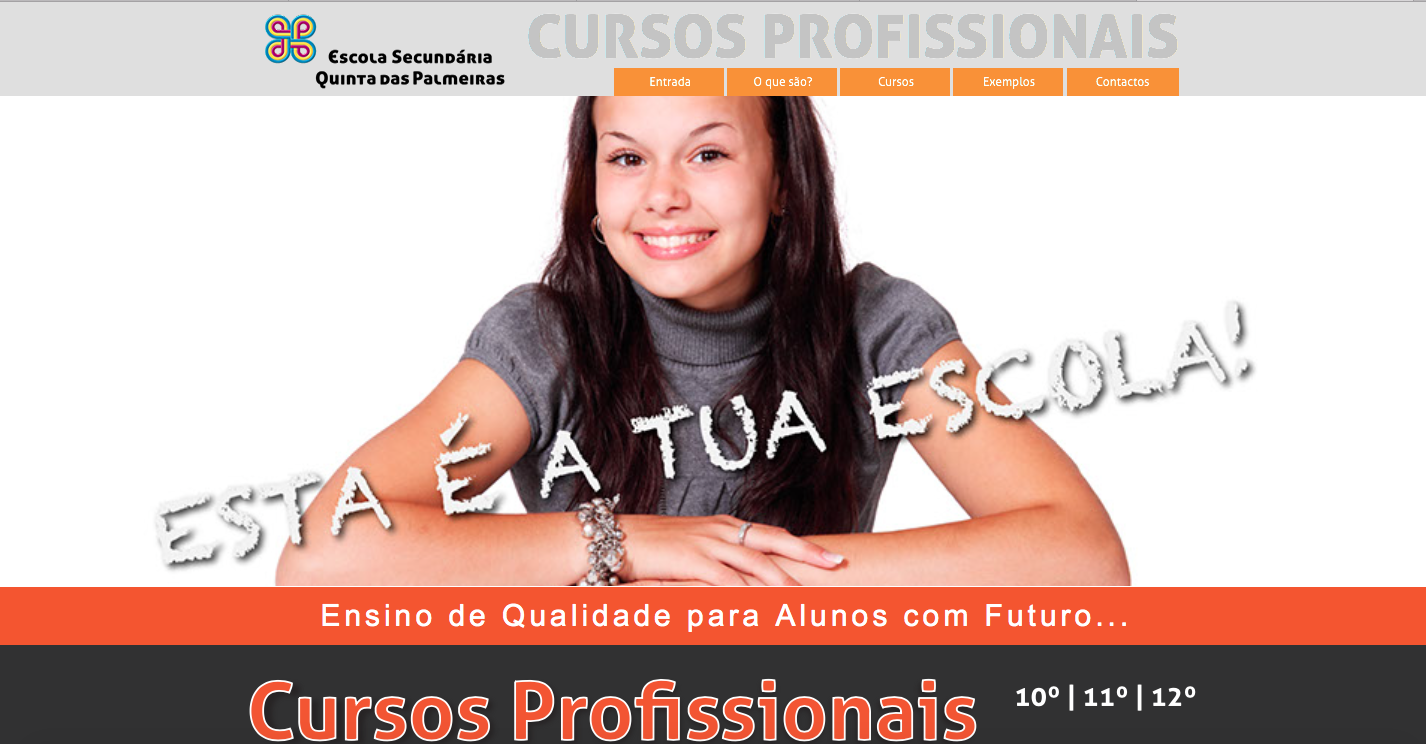 CURSOS PROFISSIONAIS
Escola Secundária
Quinta das Palmeiras
Entrada
O que são?
Cursos
Exemplos
Contactos
ESTA É A TUA ESCOLA!
Ensino de Qualidade para Alunos com Futuro...
Cursos Profissionais
10º | 11º | 12º